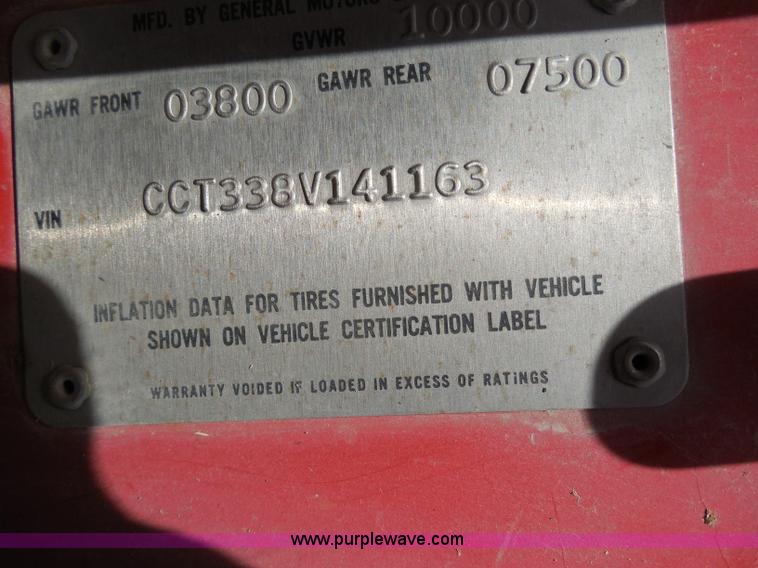 MFD. BY GENERAL MOTORS
GVWR 10000
GAWR FRONT 03800 GAWR REAR 07500
VIN CCT338V141163
INFLATION DATA FOR TIRES FURNISHED WITH VEHICLE
SHOWN ON VEHICLE CERTIFICATION LABEL
WARRANTY VOIDED IF LOADED IN EXCESS OF RATINGS
www.purplewave.com